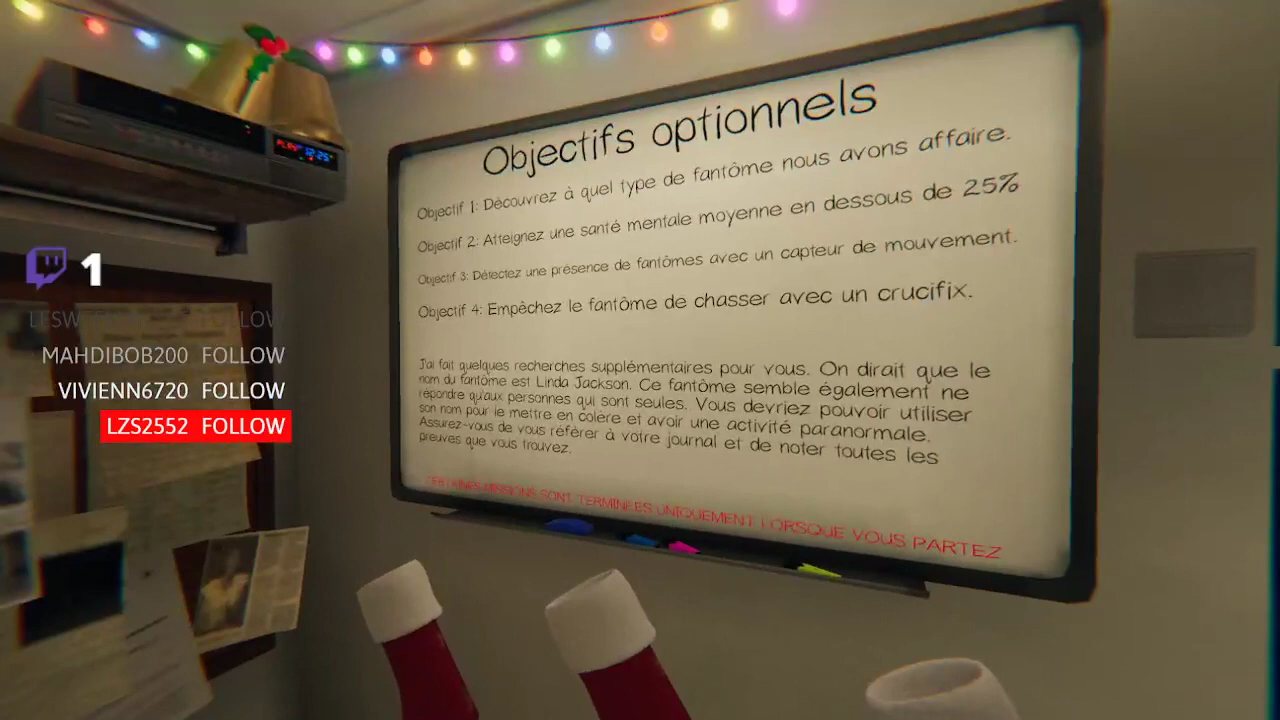 Objectifs optionnels
Objectif 1: Découvrez à quel type de fantôme nous avons affaire.
Objectif 2: Atteignez une santé mentale moyenne en dessous de 25%
Objectif 3: Détectez une présence de fantômes avec un capteur de mouvement.
Objectif 4: Empêchez le fantôme de chasser avec un crucifix.
J'ai fait quelques recherches supplémentaires pour vous. On dirait que le
nom du fantôme est Linda Jackson. Ce fantôme semble également ne
répondre qu'aux personnes qui sont seules. Vous devriez pouvoir utiliser
son nom pour le mettre en colère et avoir une activité paranormale.
Assurez-vous de vous référer à votre journal et de noter toutes les
preuves que vous trouvez.
CERTAINES MISSIONS SONT TERMINÉES UNIQUEMENT LORSQUE VOUS PARTEZ
PLAY 12:25
1
FOLLOW
MAHDIBOB200 FOLLOW
VIVIENN6720 FOLLOW
LZS2552 FOLLOW